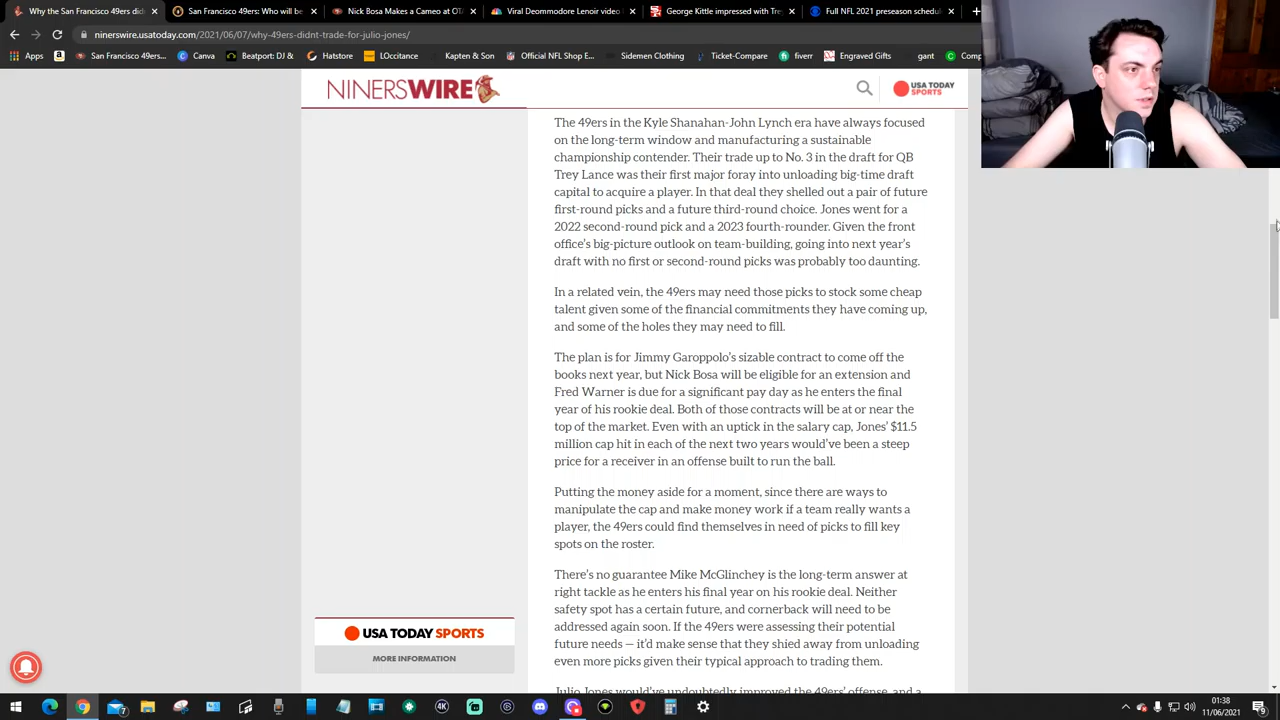 49ers: Why the San Francisco
San Francisco 49ers: Who will be
Nick Bosa Makes a Cameo at OTA
Viral Deommodore video
Engaging the contract with Tre
Full NFL 2021 preseason schedul
ninerswire.usatoday.com/2021/06/07/why-49ers-didnt-trade-for-julio-jones/
Apps
San Francisco 49ers...
Canva
Beatport: DJ &...
Hatstore
LOccitance
Kapten & Son
Official NFL Shop E...
Sidemen Clothing
Ticket-Compare.com
fiverr
Engraved Gifts
gant
Comp
NINERSWIRE
USA TODAY
SPORTS
The 49ers in the Kyle Shanahan-John Lynch era have always focused
on the long-term window and manufacturing a sustainable
championship contender. Their trade up to No. 3 in the draft for QB
Trey Lance was their first major foray into unloading big-time draft
capital to acquire a player. In that deal they shelled out a pair of future
first-round picks and a future third-round choice. Jones went for a
2022 second-round pick and a 2023 fourth-rounder. Given the front
office's big-picture outlook on team-building, going into next year's
draft with no first or second-round picks was probably too daunting.
In a related vein, the 49ers may need those picks to stock some cheap
talent given some of the financial commitments they have coming up,
and some of the holes they may need to fill.
The plan is for Jimmy Garoppolo's sizable contract to come off the
books next year, but Nick Bosa will be eligible for an extension and
Fred Warner is due for a significant pay day as he enters the final
year of his rookie deal. Both of those contracts will be at or near the
top of the market. Even with an uptick in the salary cap, Jones' $11.5
million cap hit in each of the next two years would've been a steep
price for a receiver in an offense built to run the ball.
Putting the money aside for a moment, since there are ways to
manipulate the cap and make money work if a team really wants a
player, the 49ers could find themselves in need of picks to fill key
spots on the roster.
There's no guarantee Mike McGlinchey is the long-term answer at
right tackle as he enters his final year on his rookie deal. Neither
safety spot has a certain future, and cornerback will need to be
addressed again soon. If the 49ers were assessing their potential
future needs — it'd make sense that they shied away from unloading
even more picks given their typical approach to trading them.
Julio Jones would've undoubtedly improved the 49ers' offense, and a
USA TODAY SPORTS
MORE INFORMATION
01:38
11/06/2021